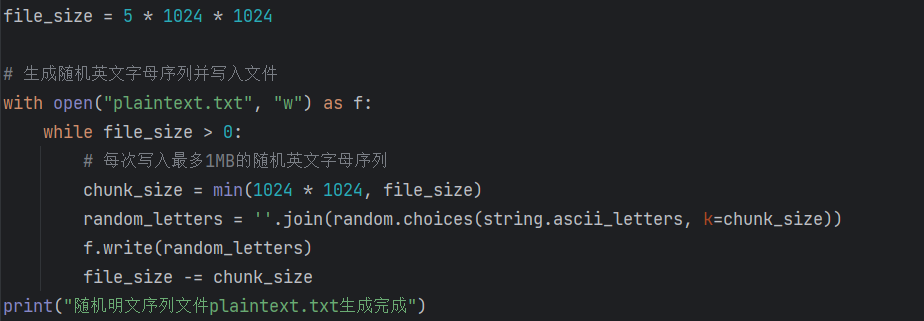 file_size = 5 * 1024 * 1024
# 生成随机英文字母序列并写入文件
with open("plaintext.txt", "w") as f:
    while file_size > 0:
        # 每次写入最多1MB的随机英文字母序列
        chunk_size = min(1024 * 1024, file_size)
        random_letters = ''.join(random.choices(string.ascii_letters, k=chunk_size))
        f.write(random_letters)
        file_size -= chunk_size
print("随机明文序列文件plaintext.txt生成完成")